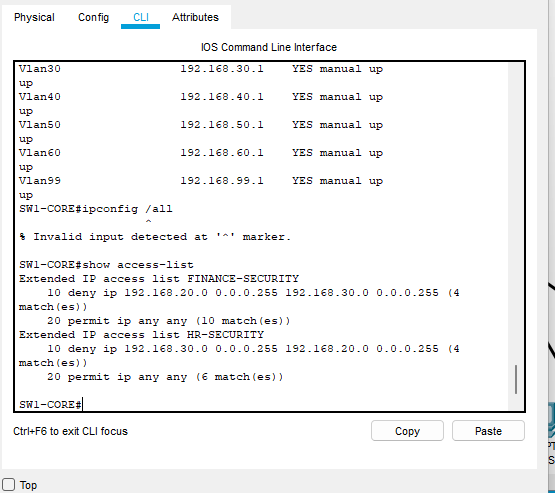 Physical Config CLI Attributes
IOS Command Line Interface
Vlan30 192.168.30.1 YES manual up
up
Vlan40 192.168.40.1 YES manual up
up
Vlan50 192.168.50.1 YES manual up
up
Vlan60 192.168.60.1 YES manual up
up
Vlan99 192.168.99.1 YES manual up
up
SW1-CORE#ipconfig /all
^
% Invalid input detected at '^' marker.
SW1-CORE#show access-list
Extended IP access list FINANCE-SECURITY
10 deny ip 192.168.20.0 0.0.0.255 192.168.30.0 0.0.0.255 (4
match(es))
20 permit ip any any (10 match(es))
Extended IP access list HR-SECURITY
10 deny ip 192.168.30.0 0.0.0.255 192.168.20.0 0.0.0.255 (4
match(es))
20 permit ip any any (6 match(es))
SW1-CORE#
Ctrl+F6 to exit CLI focus
Copy Paste
Top